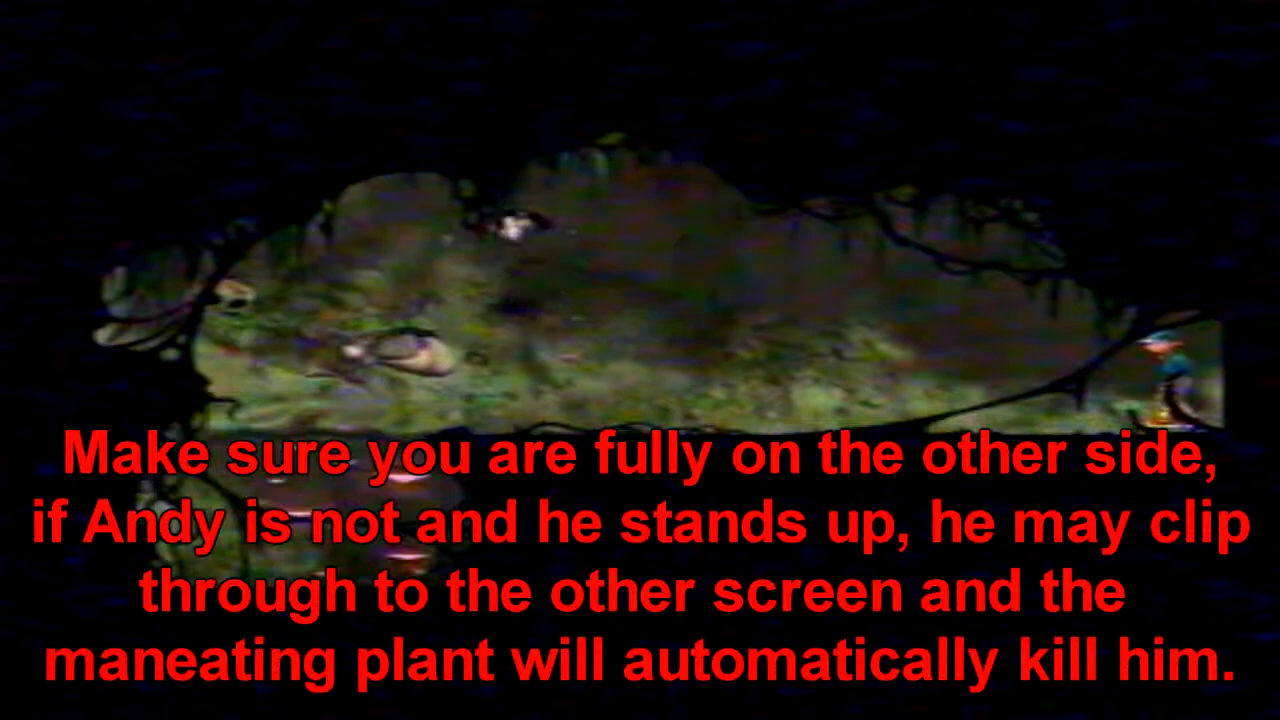 Make sure you are fully on the other side,
if Andy is not and he stands up, he may clip
through to the other screen and the
maneating plant will automatically kill him.